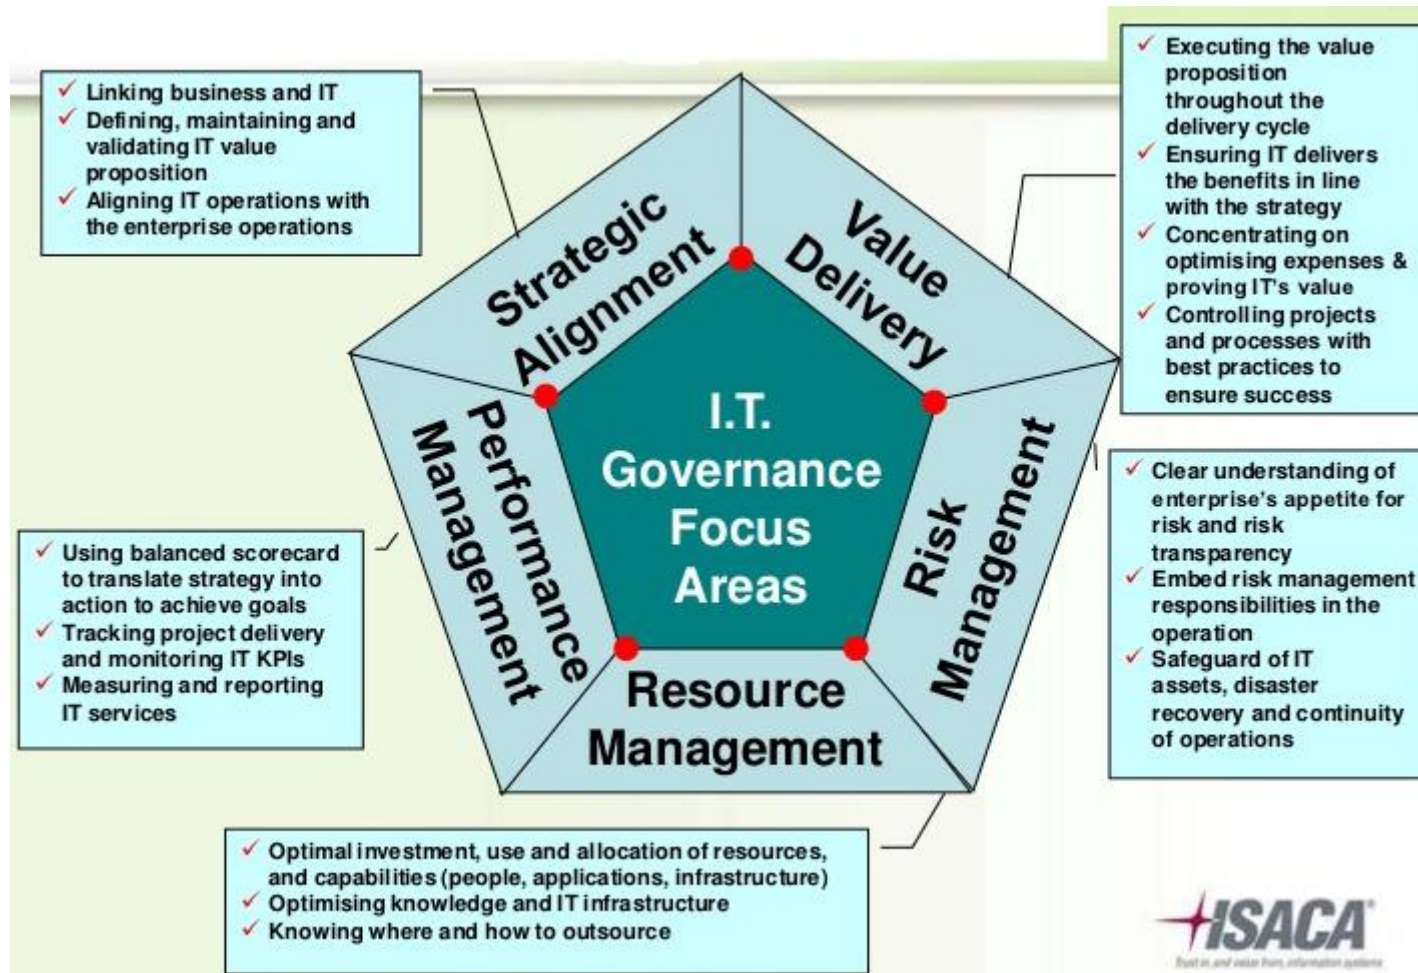 ✓ Linking business and IT
✓ Defining, maintaining and
validating IT value
proposition
✓ Aligning IT operations with
the enterprise operations
✓ Executing the value
proposition
throughout the
delivery cycle
✓ Ensuring IT delivers
the benefits in line
with the strategy
✓ Concentrating on
optimising expenses &
proving IT's value
✓ Controlling projects
and processes with
best practices to
ensure success
Strategic
Alignment
Value
Delivery
Performance
Management
I.T.
Governance
Focus
Areas
Risk
Management
Resource
Management
✓ Using balanced scorecard
to translate strategy into
action to achieve goals
✓ Tracking project delivery
and monitoring IT KPIs
✓ Measuring and reporting
IT services
✓ Clear understanding of
enterprise's appetite for
risk and risk
transparency
✓ Embed risk management
responsibilities in the
operation
✓ Safeguard of IT
assets, disaster
recovery and continuity
of operations
✓ Optimal investment, use and allocation of resources,
and capabilities (people, applications, infrastructure)
✓ Optimising knowledge and IT infrastructure
✓ Knowing where and how to outsource
ISACA®
Trust in, and value from, information systems